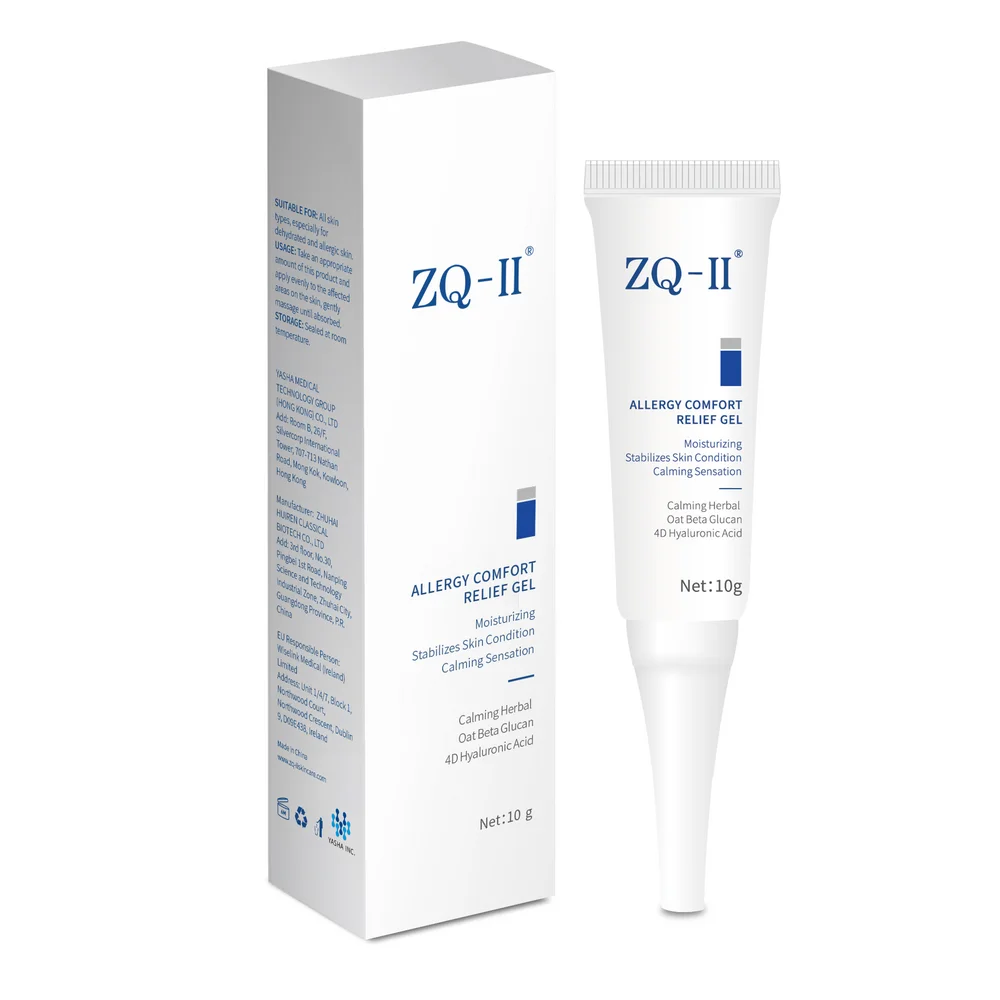 SUITABLE FOR: All skin
types, especially for
dehydrated and allergic skin.
USAGE: Take an appropriate
amount of this product and
apply evenly to the affected
areas on the skin, gently
massage until absorbed.
STORAGE: Sealed at room
temperature.
YASHA MEDICAL
TECHNOLOGY GROUP
(HONG KONG) CO., LTD
Add: Room B, 26/F,
Silvercorp International
Tower, 707-713 Nathan
Road, Mong Kok, Kowloon,
Hong Kong
Manufacturer: ZHUHAI
HUIREN CLASSICAL
BIOTECH CO., LTD
Add: 3rd floor, No.30,
Pingbei 1st Road, Nanping
Science and Technology
Industrial Zone, Zhuhai City,
Guangdong Province, P.R.
China
EU Responsible Person:
Wiselink Medical (Ireland)
Limited
Address: Unit 1/4/7, Block 1,
Northwood Court,
Northwood Crescent, Dublin
9, D09E438, Ireland
Made in China
YASHA INC.
ZQ-II®
ALLERGY COMFORT
RELIEF GEL
Moisturizing
Stabilizes Skin Condition
Calming Sensation
Calming Herbal
Oat Beta Glucan
4D Hyaluronic Acid
Net:10 g
ZQ-II®
ALLERGY COMFORT
RELIEF GEL
Moisturizing
Stabilizes Skin Condition
Calming Sensation
Calming Herbal
Oat Beta Glucan
4D Hyaluronic Acid
Net:10g